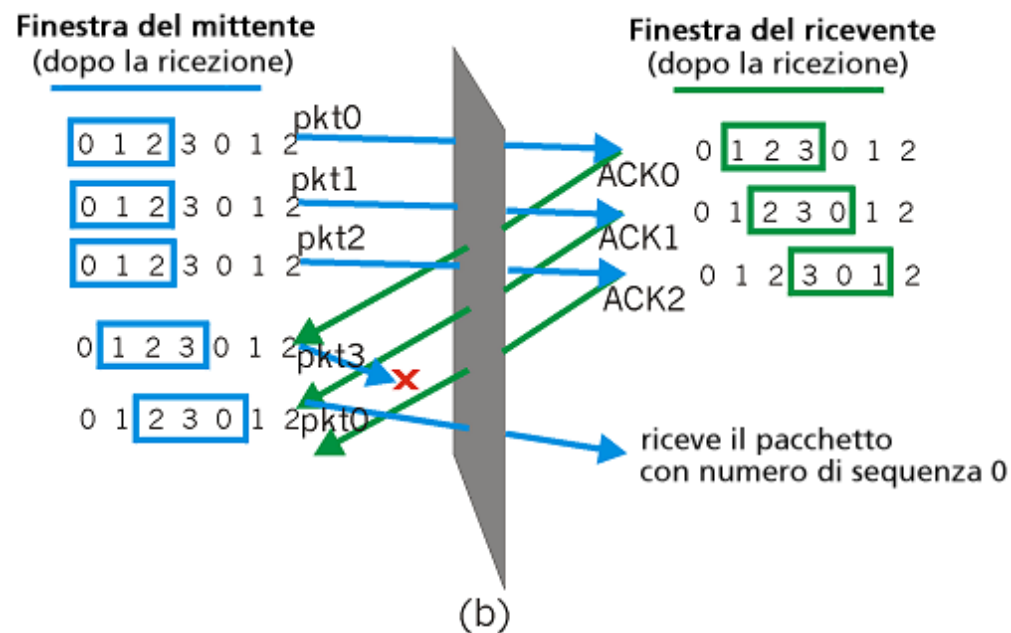 Finestra del mittente
(dopo la ricezione)
Finestra del ricevente
(dopo la ricezione)
0 1 2 3 0 1 2
pkt0
ACK0
0 1 2 3 0 1 2
0 1 2 3 0 1 2
pkt1
ACK1
0 1 2 3 0 1 2
0 1 2 3 0 1 2
pkt2
ACK2
0 1 2 3 0 1 2
0 1 2 3 0 1 2
pkt3
x
0 1 2 3 0 1 2
pkt0
riceve il pacchetto
con numero di sequenza 0
(b)